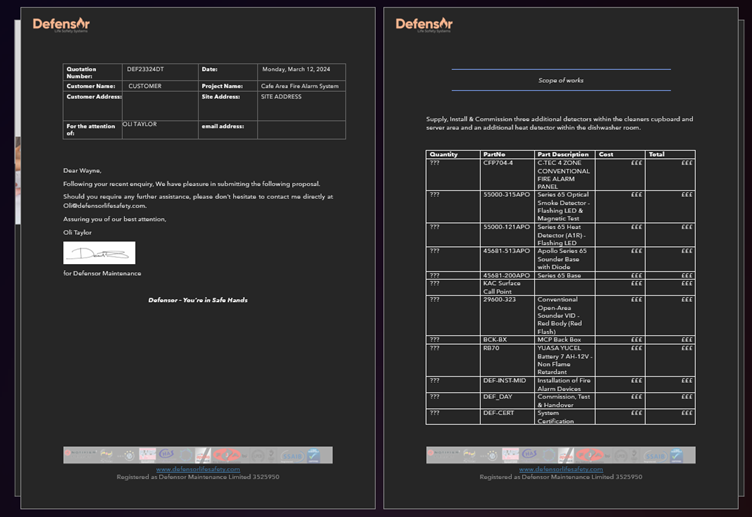 Defensor
Life Safety Systems
Quotation Number: DEF23324DT Date: Monday, March 12, 2024
Customer Name: CUSTOMER Project Name: Cafe Area Fire Alarm System
Customer Address: Site Address: SITE ADDRESS
For the attention of: OLI TAYLOR email address:
Dear Wayne,
Following your recent enquiry, We have pleasure in submitting the following proposal.
Should you require any further assistance, please don't hesitate to contact me directly at
Oli@defensorlifesafety.com.
Assuring you of our best attention,
Oli Taylor
for Defensor Maintenance
Defensor – You're in Safe Hands
www.defensorlifesafety.com
Registered as Defensor Maintenance Limited 3525950
Defensor
Life Safety Systems
Scope of works
Supply, Install & Commission three additional detectors within the cleaners cupboard and
server area and an additional heat detector within the dishwasher room.
Quantity PartNo Part Description Cost Total
??? CFP704-4 C-TEC 4 ZONE CONVENTIONAL FIRE ALARM PANEL £££ £££
??? 55000-315APO Series 65 Optical Smoke Detector - Flashing LED & Magnetic Test £££ £££
??? 55000-121APO Series 65 Heat Detector (A1R) - Flashing LED £££ £££
??? 45681-513APO Apollo Series 65 Sounder Base with Diode £££ £££
??? 45681-200APO Series 65 Base £££ £££
??? KAC Surface Call Point £££ £££
??? 29600-323 Conventional Open-Area Sounder VID - Red Body (Red Flash) £££ £££
??? BCK-BX MCP Back Box £££ £££
??? RB70 YUASA YUCEL Battery 7 AH-12V - Non Flame Retardant £££ £££
??? DEF-INST-MID Installation of Fire Alarm Devices £££ £££
??? DEF_DAY Commission, Test & Handover £££ £££
??? DEF-CERT System Certification £££ £££
www.defensorlifesafety.com
Registered as Defensor Maintenance Limited 3525950